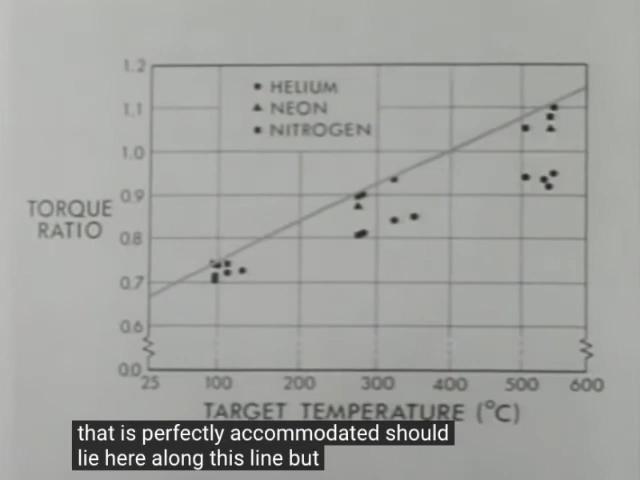 1.2
HELIUM
1.1
NEON
NITROGEN
1.0
0.9
TORQUE
RATIO
0.8
0.7
0.6
0.0
25 100 200 300 400 500 600
TARGET TEMPERATURE (°C)
that is perfectly accommodated should
lie here along this line but